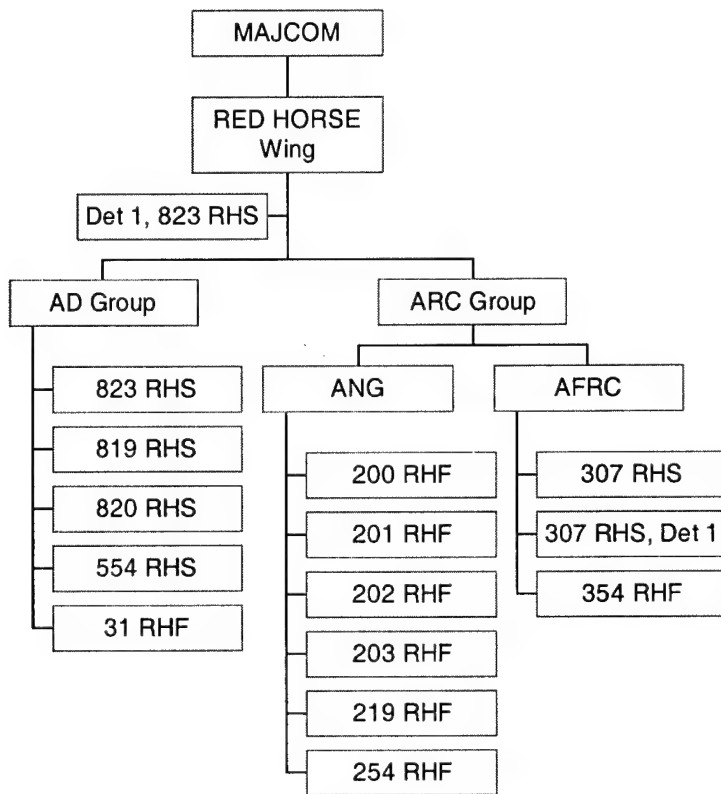 MAJCOM
RED HORSE
Wing
Det 1, 823 RHS
AD Group
ARC Group
823 RHS
819 RHS
820 RHS
554 RHS
31 RHF
ANG
200 RHF
201 RHF
202 RHF
203 RHF
219 RHF
254 RHF
AFRC
307 RHS
307 RHS, Det 1
354 RHF